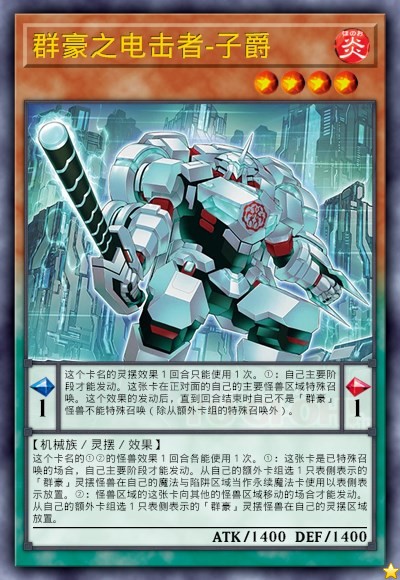 群豪之电击者-子爵
ほのお
炎
这个卡名的灵摆效果1回合只能使用1次。①：自己主要阶
段才能发动。这张卡在正对面的自己的主要怪兽区域特殊召
唤。这个效果的发动后，直到回合结束时自己不是「群豪」
怪兽不能特殊召唤（除从额外卡组的特殊召唤外）。
1
1
【机械族／灵摆／效果】
这个卡名的①②的怪兽效果1回合各能使用1次。①：这张卡是已特殊召
唤的场合，自己主要阶段才能发动。从自己的额外卡组选1只表侧表示的
「群豪」灵摆怪兽在自己的魔法与陷阱区域当作永续魔法卡使用以表侧表
示放置。②：怪兽区域的这张卡向其他的怪兽区域移动的场合才能发动。
从自己的额外卡组选1只表侧表示的「群豪」灵摆怪兽在自己的灵摆区域
放置。
ATK/1400 DEF/1400